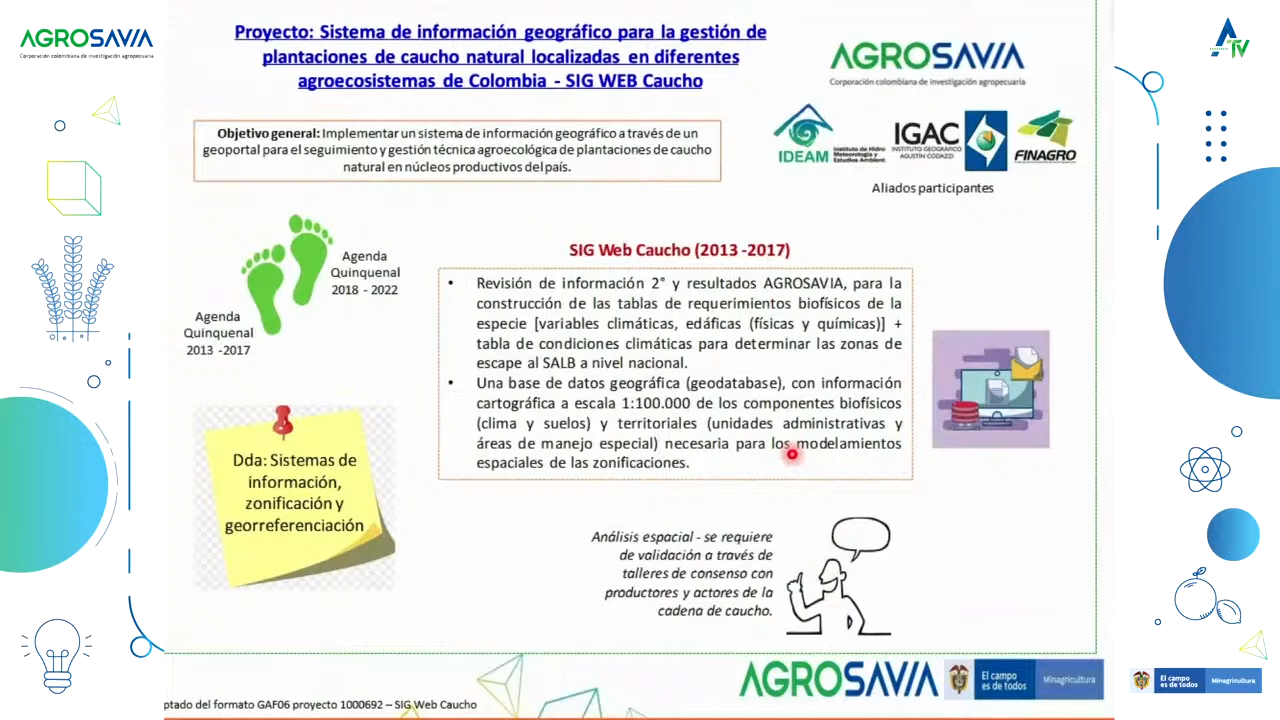 AGROSAVIA
Corporación colombiana de investigación agropecuaria
Proyecto: Sistema de información geográfico para la gestión de
plantaciones de caucho natural localizadas en diferentes
agroecosistemas de Colombia - SIG WEB Caucho
AGROSAVIA
Corporación colombiana de investigación agropecuaria
A
TV
Objetivo general: Implementar un sistema de información geográfico a través de un
geoportal para el seguimiento y gestión técnica agroecológica de plantaciones de caucho
natural en núcleos productivos del país.
IDEAM
Instituto de Hidrología,
Meteorología y
Estudios Ambientales
IGAC
INSTITUTO GEOGRÁFICO
AGUSTÍN CODAZZI
FINAGRO
Aliados participantes
Agenda
Quinquenal
2018 - 2022
Agenda
Quinquenal
2013 -2017
SIG Web Caucho (2013 -2017)
• Revisión de información 2° y resultados AGROSAVIA, para la
construcción de las tablas de requerimientos biofísicos de la
especie [variables climáticas, edáficas (físicas y químicas)] +
tabla de condiciones climáticas para determinar las zonas de
escape al SALB a nivel nacional.
• Una base de datos geográfica (geodatabase), con información
cartográfica a escala 1:100.000 de los componentes biofísicos
(clima y suelos) y territoriales (unidades administrativas y
áreas de manejo especial) necesaria para los modelamientos
espaciales de las zonificaciones.
Dda: Sistemas de
información,
zonificación y
georreferenciación
Análisis espacial - se requiere
de validación a través de
talleres de consenso con
productores y actores de la
cadena de caucho.
AGROSAVIA
El campo
es de todos
Minagricultura
El campo
es de todos
Minagricultura
ptado del formato GAF06 proyecto 1000692 – SIG Web Caucho